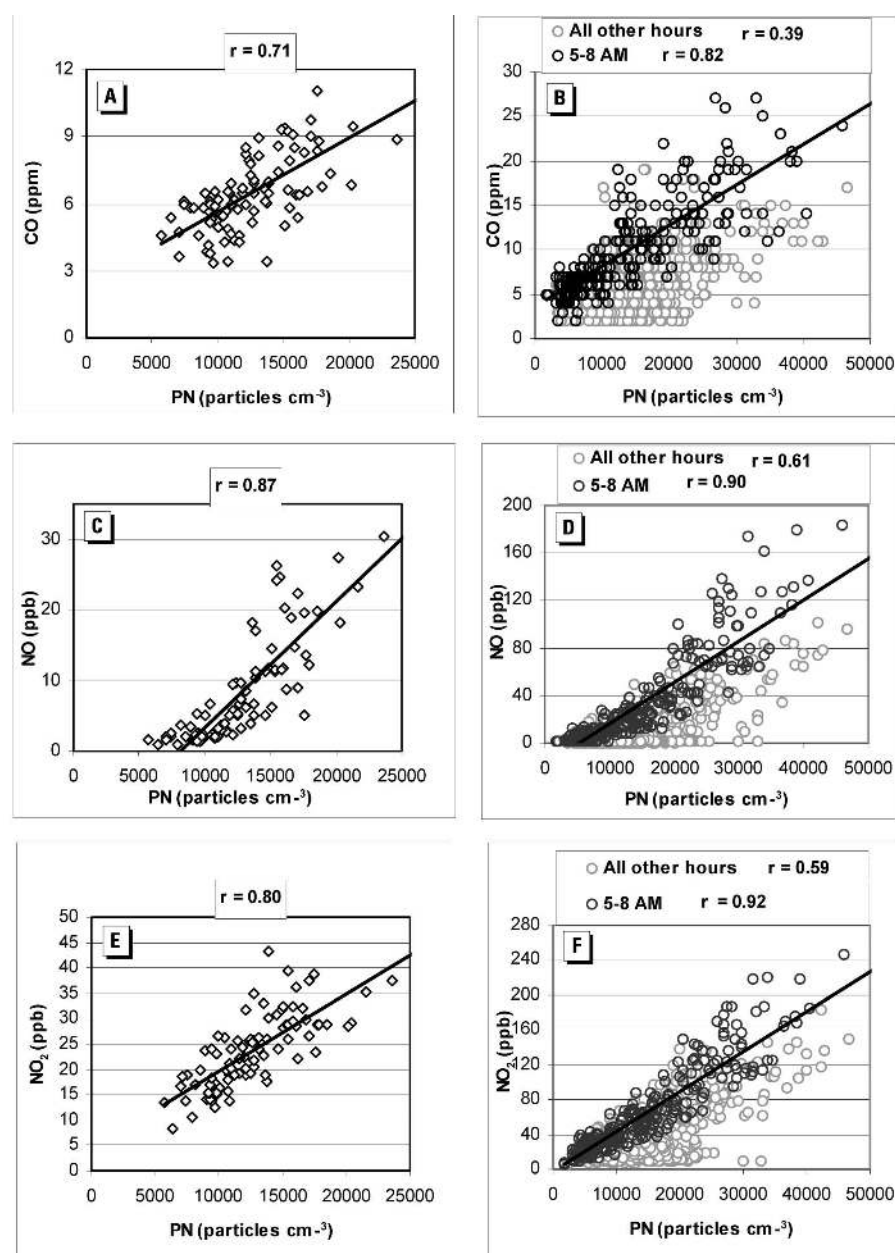 r = 0.71
A
12
9
6
3
0
CO (ppm)
0 5000 10000 15000 20000 25000
PN (particles cm-3)
All other hours r = 0.39
5-8 AM r = 0.82
B
30
25
20
15
10
5
0
CO (ppm)
0 10000 20000 30000 40000 50000
PN (particles cm-3)
r = 0.87
C
30
20
10
0
NO (ppb)
0 5000 10000 15000 20000 25000
PN (particles cm-3)
All other hours r = 0.61
5-8 AM r = 0.90
D
200
160
120
80
40
0
NO (ppb)
0 10000 20000 30000 40000 50000
PN (particles cm-3)
r = 0.80
E
50
45
40
35
30
25
20
15
10
5
0
NO2 (ppb)
0 5000 10000 15000 20000 25000
PN (particles cm-3)
All other hours r = 0.59
5-8 AM r = 0.92
F
280
240
200
160
120
80
40
0
NO2 (ppb)
0 10000 20000 30000 40000 50000
PN (particles cm-3)